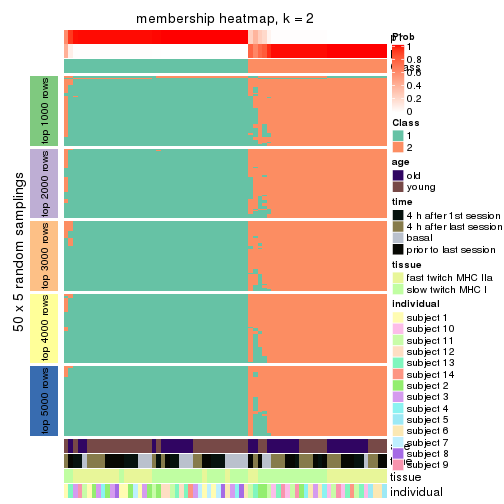 membership heatmap, k = 2
50 x 5 random samplings
top 1000 rows
top 2000 rows
top 3000 rows
top 4000 rows
top 5000 rows
Prob
1
0.8
0.6
0.4
0.2
0
Class
1
2
age
old
young
time
4 h after 1st session
4 h after last session
basal
prior to last session
tissue
fast twitch MHC IIa
slow twitch MHC I
individual
subject 1
subject 10
subject 11
subject 12
subject 13
subject 14
subject 2
subject 3
subject 4
subject 5
subject 6
subject 7
subject 8
subject 9
tissue
individual